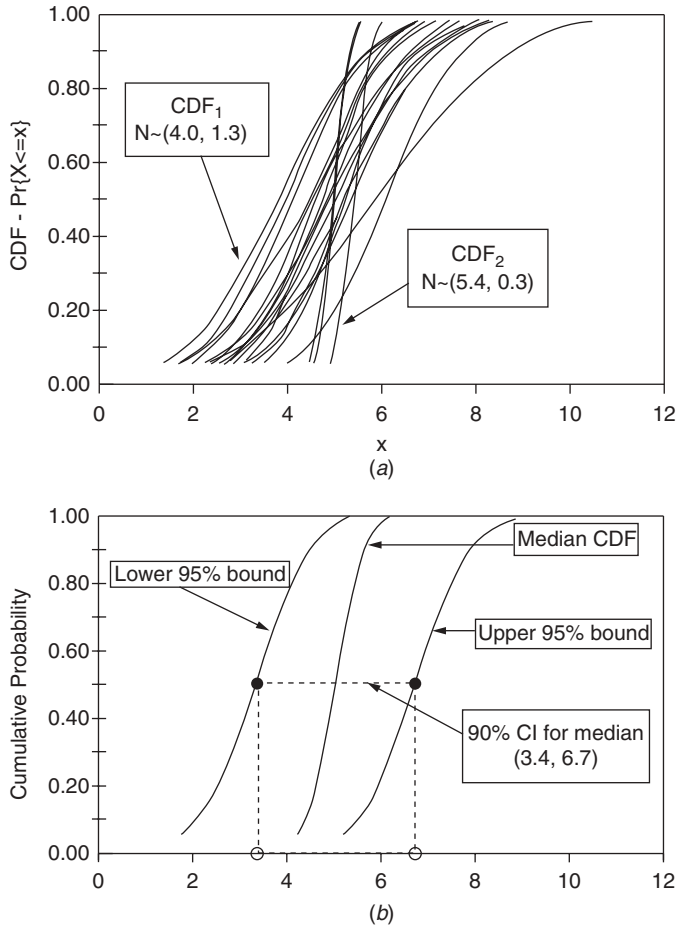 1.00
0.80
0.60
0.40
0.20
0.00
CDF - Pr{X<=x}
CDF1
N~(4.0, 1.3)
CDF2
N~(5.4, 0.3)
0 2 4 6 8 10 12
x
(a)
1.00
0.80
0.60
0.40
0.20
0.00
Cumulative Probability
Median CDF
Lower 95% bound
Upper 95% bound
90% CI for median
(3.4, 6.7)
0 2 4 6 8 10 12
(b)